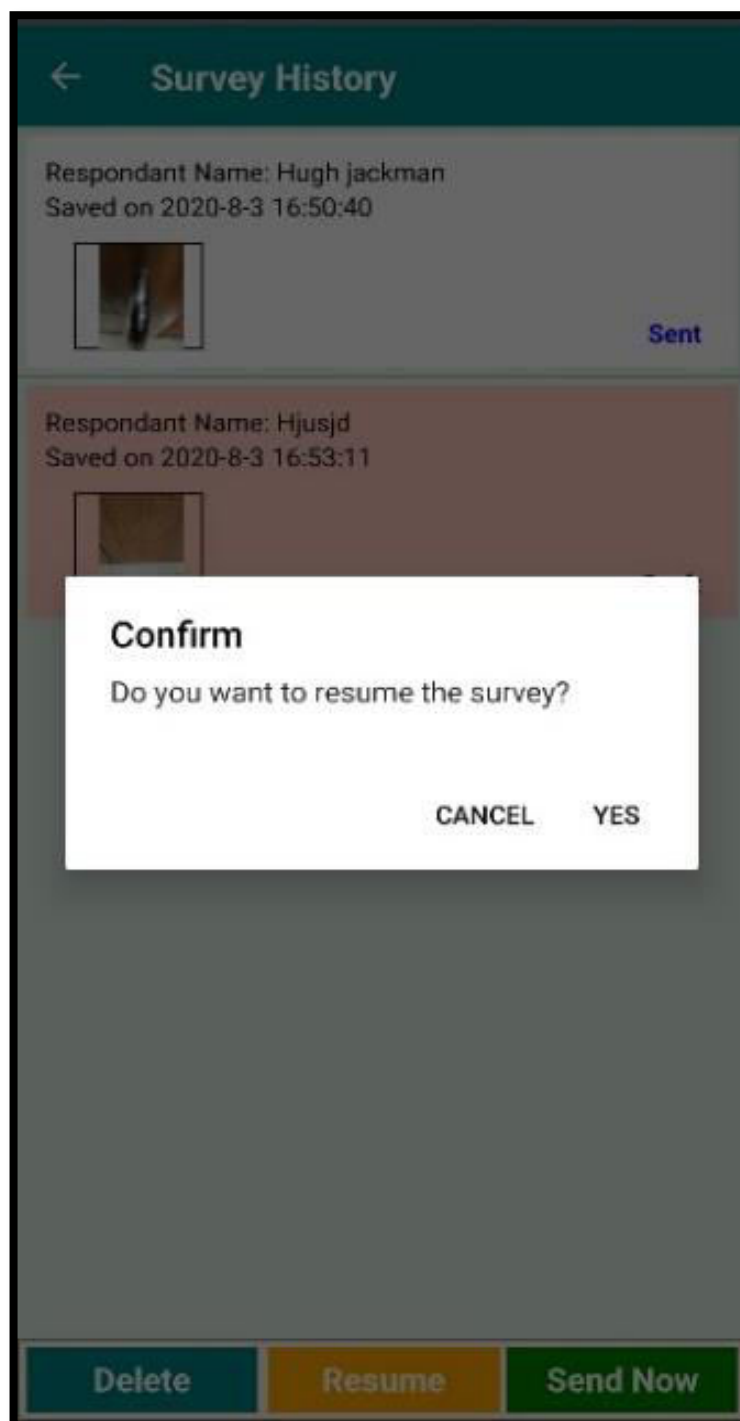 Survey History
Respondant Name: Hugh jackman
Saved on 2020-8-3 16:50:40
Sent
Respondant Name: Hjusjd
Saved on 2020-8-3 16:53:11
Confirm
Do you want to resume the survey?
CANCEL YES
Delete Resume Send Now